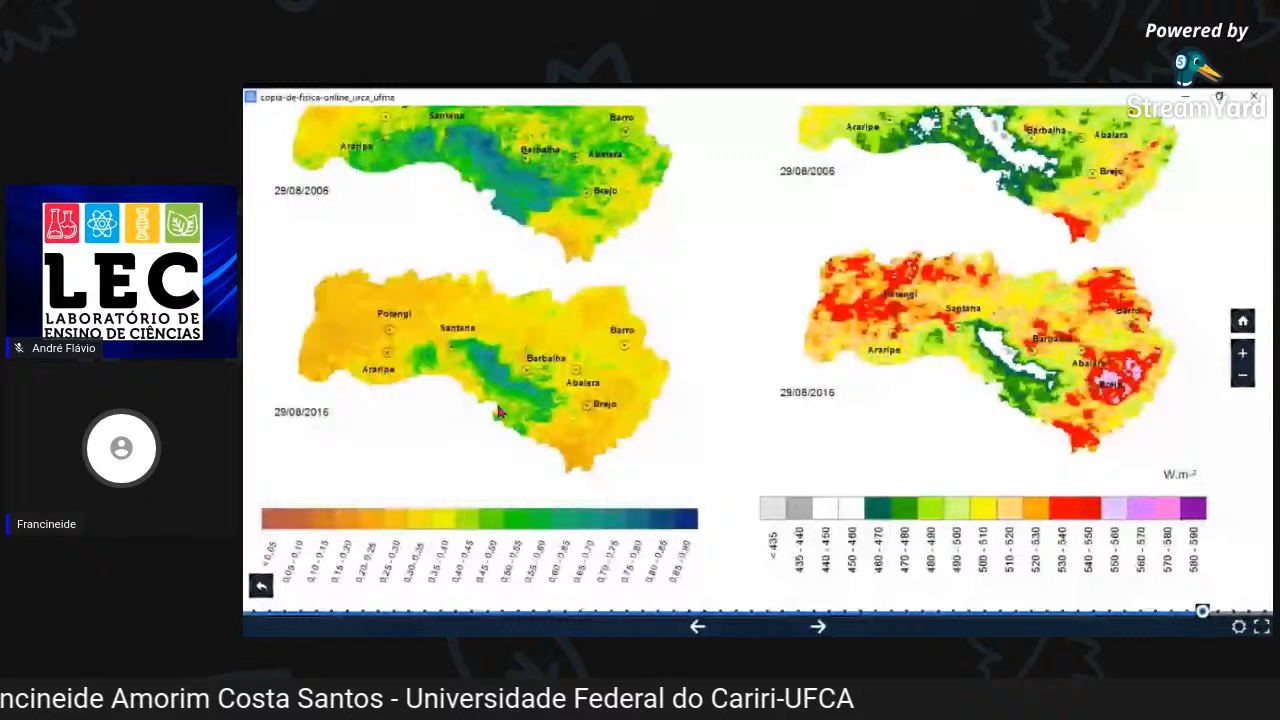 Powered by
StreamYard
copia-de-fisica-online_urca_ufma
Santana
Barro
Araripe
Barbalha
Abaiara
Brejo
29/08/2006
Araripe
Barbalha
Abaiara
Brejo
29/08/2006
Potengi
Santana
Barro
Barbalha
Araripe
Abaiara
Brejo
29/08/2016
Potengi
Santana
Barro
Barbalha
Araripe
Abaiara
Brejo
29/08/2016
W.m-²
< 0,05
0,05 - 0,10
0,10 - 0,15
0,15 - 0,20
0,20 - 0,25
0,25 - 0,30
0,30 - 0,35
0,35 - 0,40
0,40 - 0,45
0,45 - 0,50
0,50 - 0,55
0,55 - 0,60
0,60 - 0,65
0,65 - 0,70
0,70 - 0,75
0,75 - 0,80
0,80 - 0,85
0,85 - 0,90
< 435
435 - 440
440 - 450
450 - 460
460 - 470
470 - 480
480 - 490
490 - 500
505 - 510
510 - 520
520 - 530
530 - 540
540 - 550
550 - 560
560 - 570
570 - 580
580 - 590
LEC
LABORATÓRIO DE
ENSINO DE CIÊNCIAS
André Flávio
Francineide
ncineide Amorim Costa Santos - Universidade Federal do Cariri-UFCA